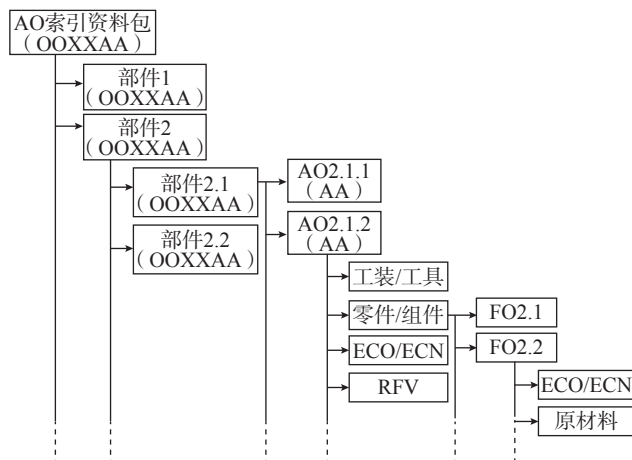 AO索引资料包
（OOXXAA）
部件1
（OOXXAA）
部件2
（OOXXAA）
部件2.1
（OOXXAA）
AO2.1.1
（AA）
部件2.2
（OOXXAA）
AO2.1.2
（AA）
工装/工具
零件/组件
FO2.1
ECO/ECN
FO2.2
RFV
ECO/ECN
原材料